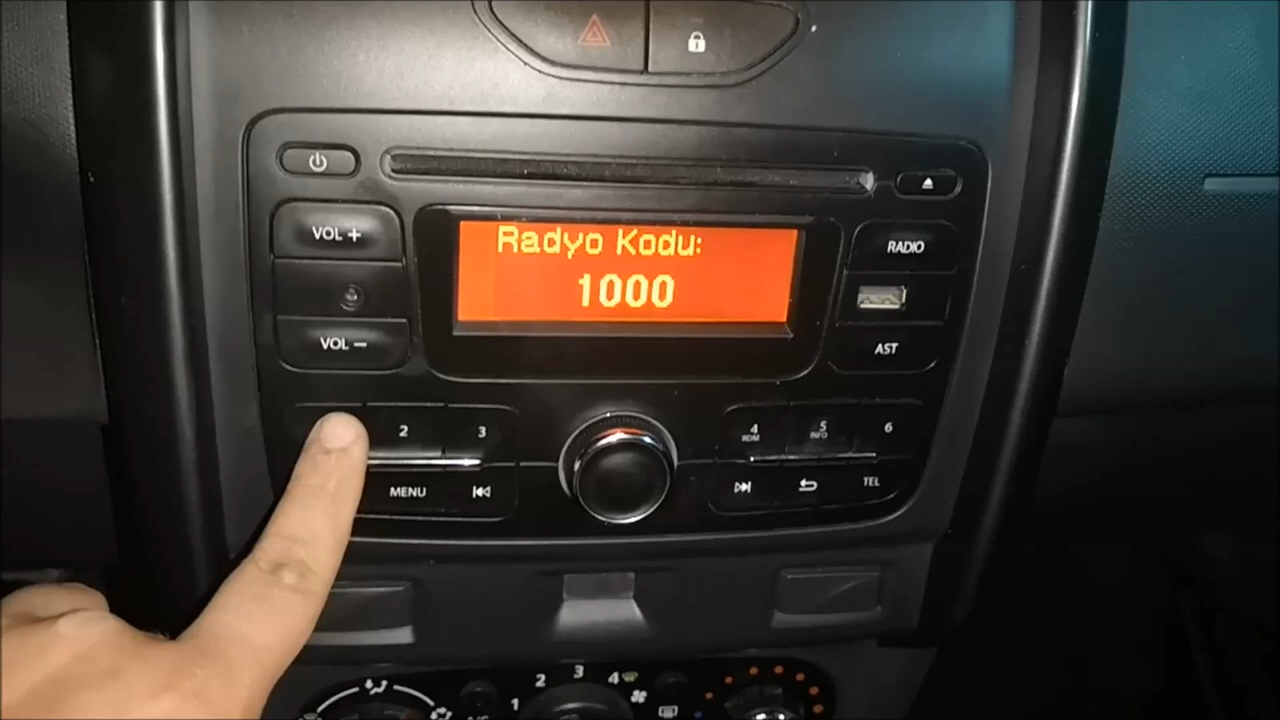 VOL +
Radyo Kodu:
1000
RADIO
VOL −
AST
2
3
4
RDM
5
INFO
6
MENU
TEL
1
2
3
4